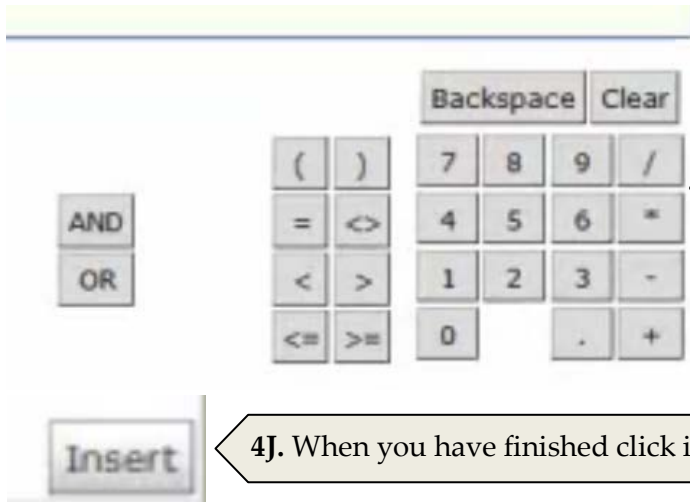 Backspace Clear
( ) 7 8 9 /
AND = <> 4 5 6 *
OR < > 1 2 3 -
<= >= 0 . +
Insert 4J. When you have finished click i